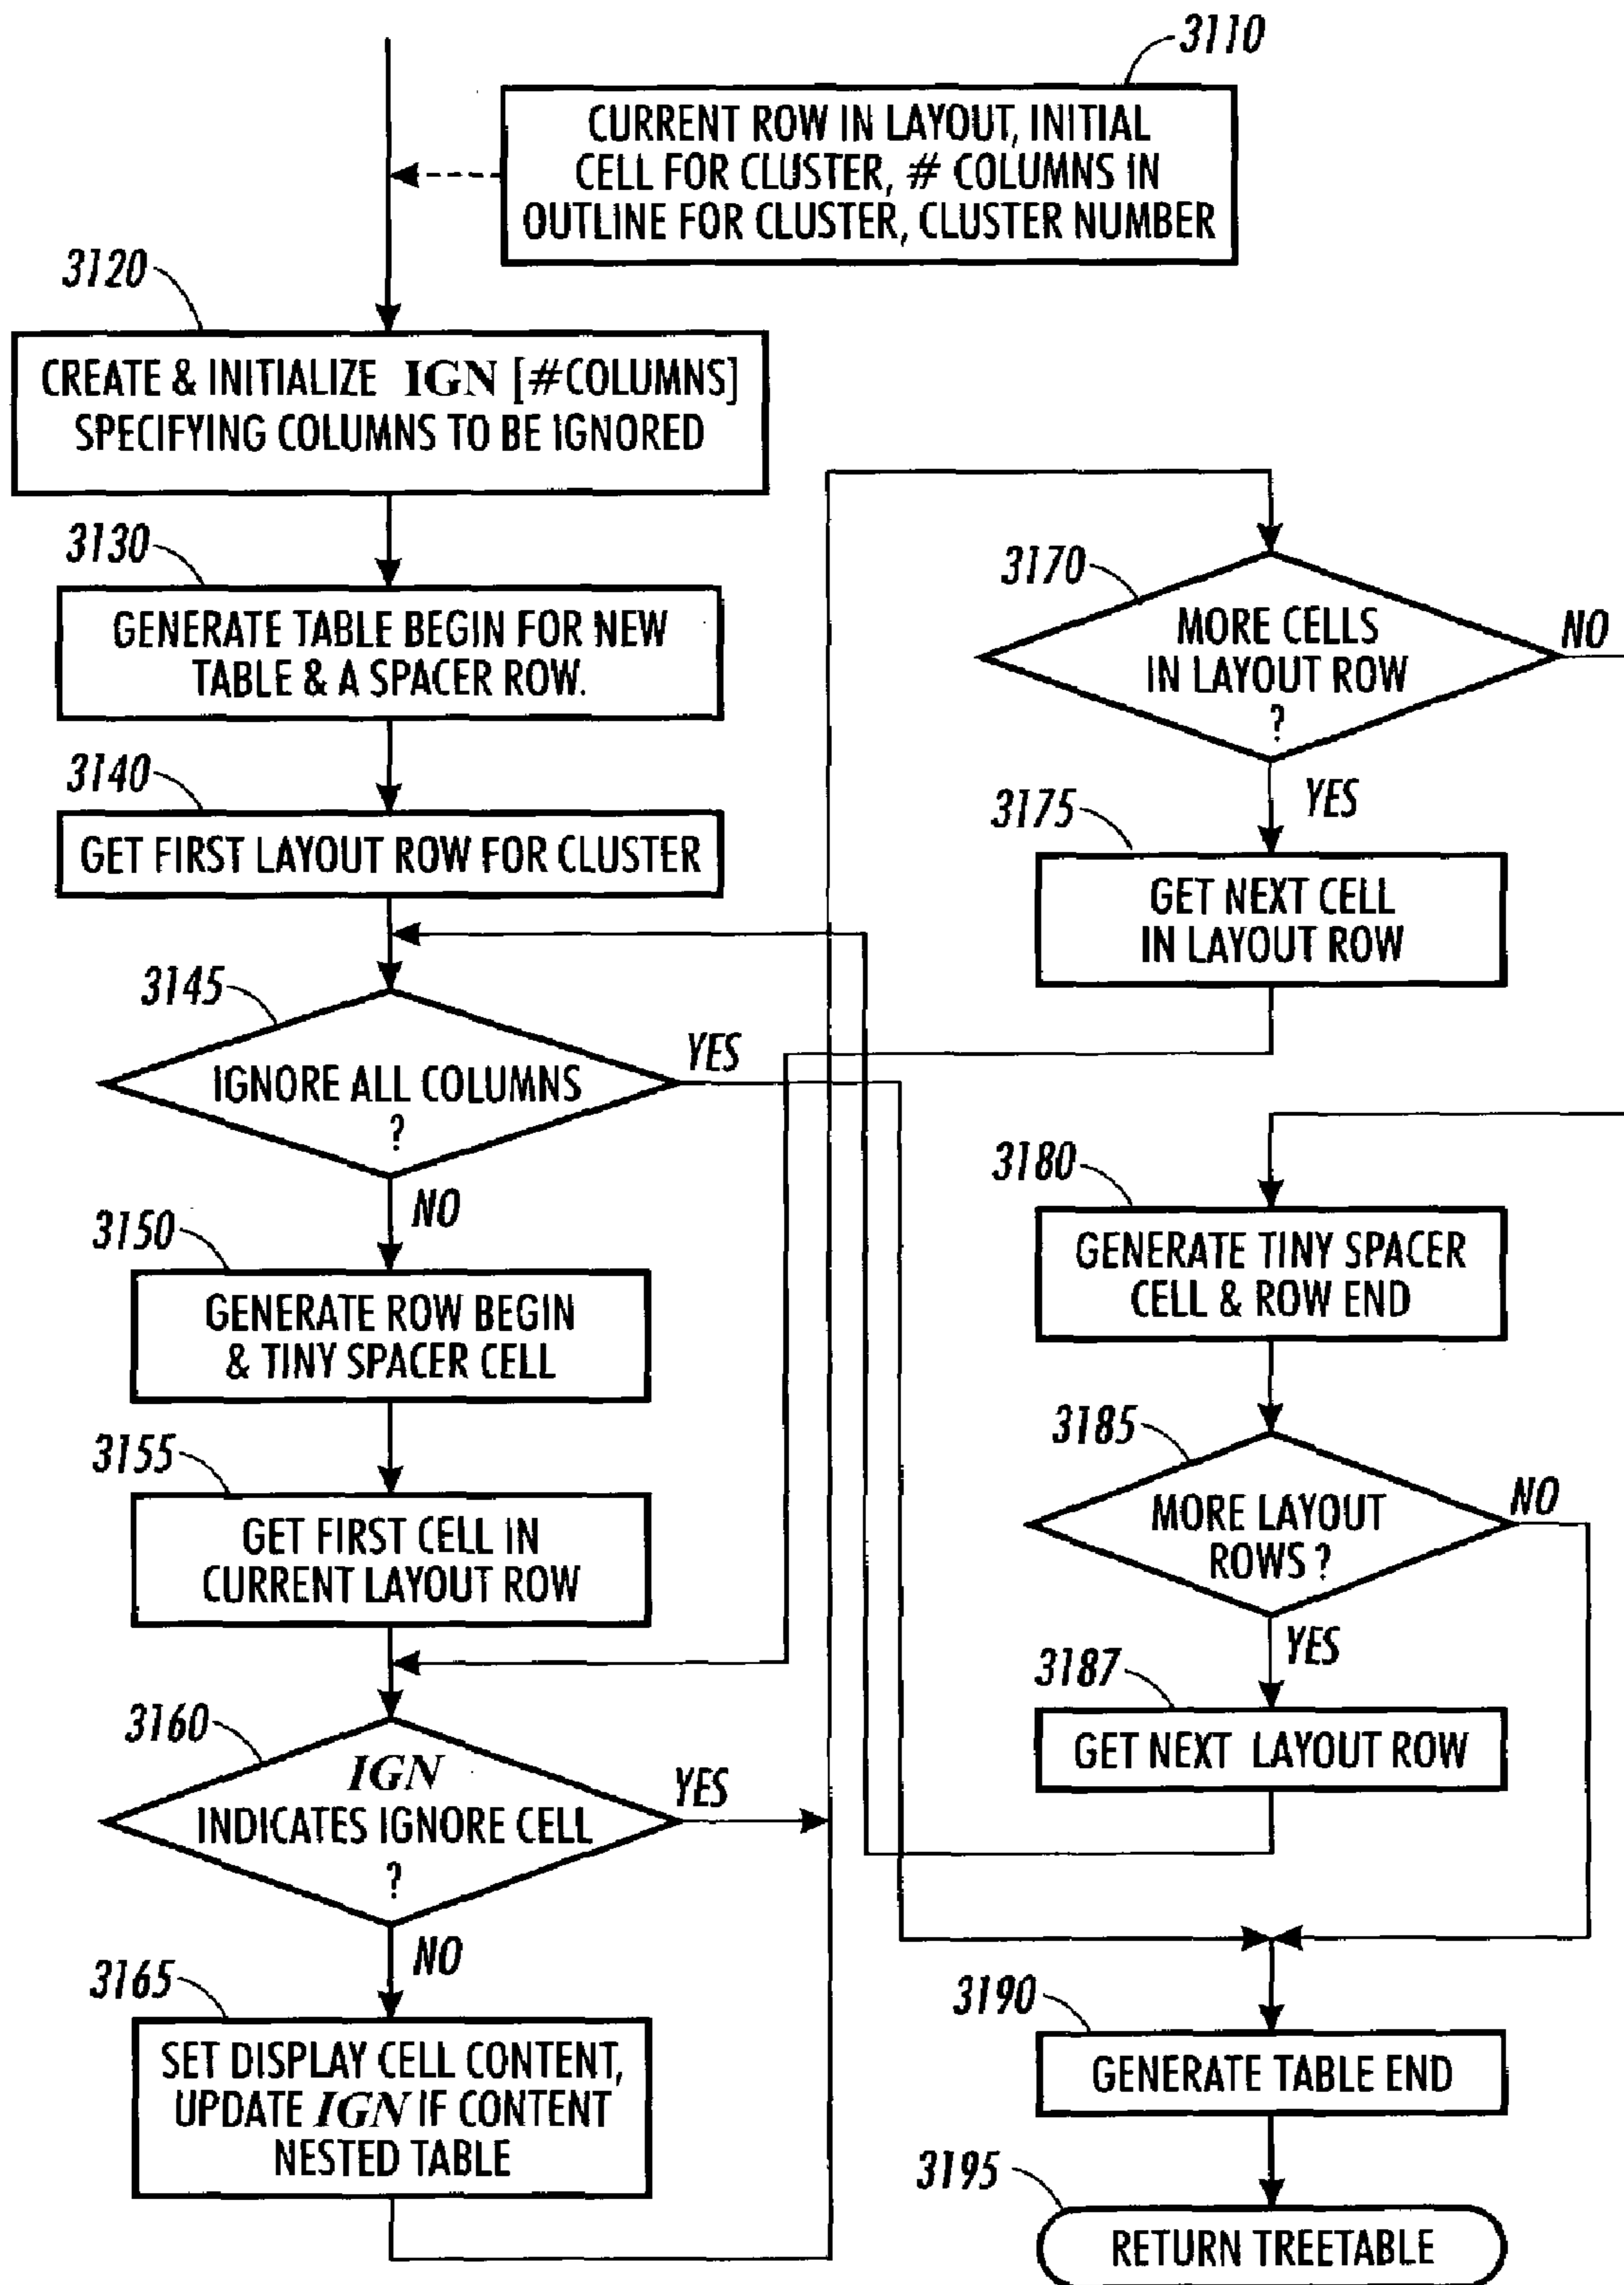 3110
CURRENT ROW IN LAYOUT, INITIAL
CELL FOR CLUSTER, # COLUMNS IN
OUTLINE FOR CLUSTER, CLUSTER NUMBER
3120
CREATE & INITIALIZE IGN [#COLUMNS]
SPECIFYING COLUMNS TO BE IGNORED
3130
GENERATE TABLE BEGIN FOR NEW
TABLE & A SPACER ROW.
3140
GET FIRST LAYOUT ROW FOR CLUSTER
3145
IGNORE ALL COLUMNS
?
YES
NO
3150
GENERATE ROW BEGIN
& TINY SPACER CELL
3155
GET FIRST CELL IN
CURRENT LAYOUT ROW
3160
IGN
INDICATES IGNORE CELL
?
YES
NO
3165
SET DISPLAY CELL CONTENT,
UPDATE IGN IF CONTENT
NESTED TABLE
3170
MORE CELLS
IN LAYOUT ROW
?
NO
YES
3175
GET NEXT CELL
IN LAYOUT ROW
3180
GENERATE TINY SPACER
CELL & ROW END
3185
MORE LAYOUT
ROWS ?
NO
YES
3187
GET NEXT LAYOUT ROW
3190
GENERATE TABLE END
3195
RETURN TREETABLE